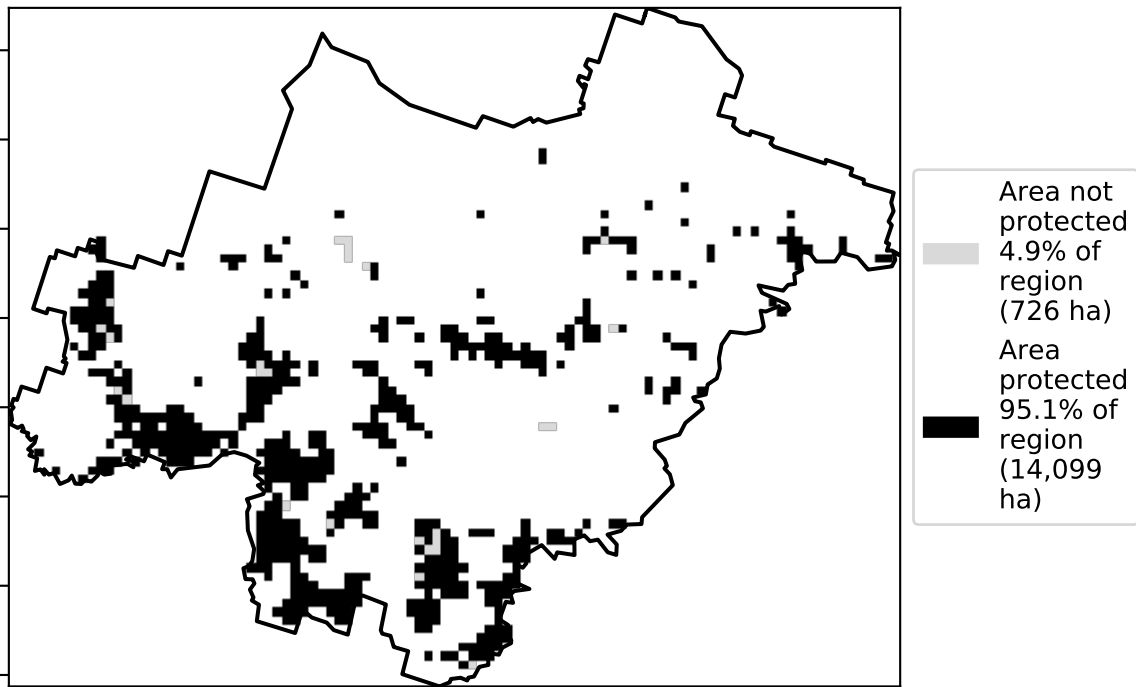 Area not
protected
4.9% of
region
(726 ha)
Area
protected
95.1% of
region
(14,099
ha)